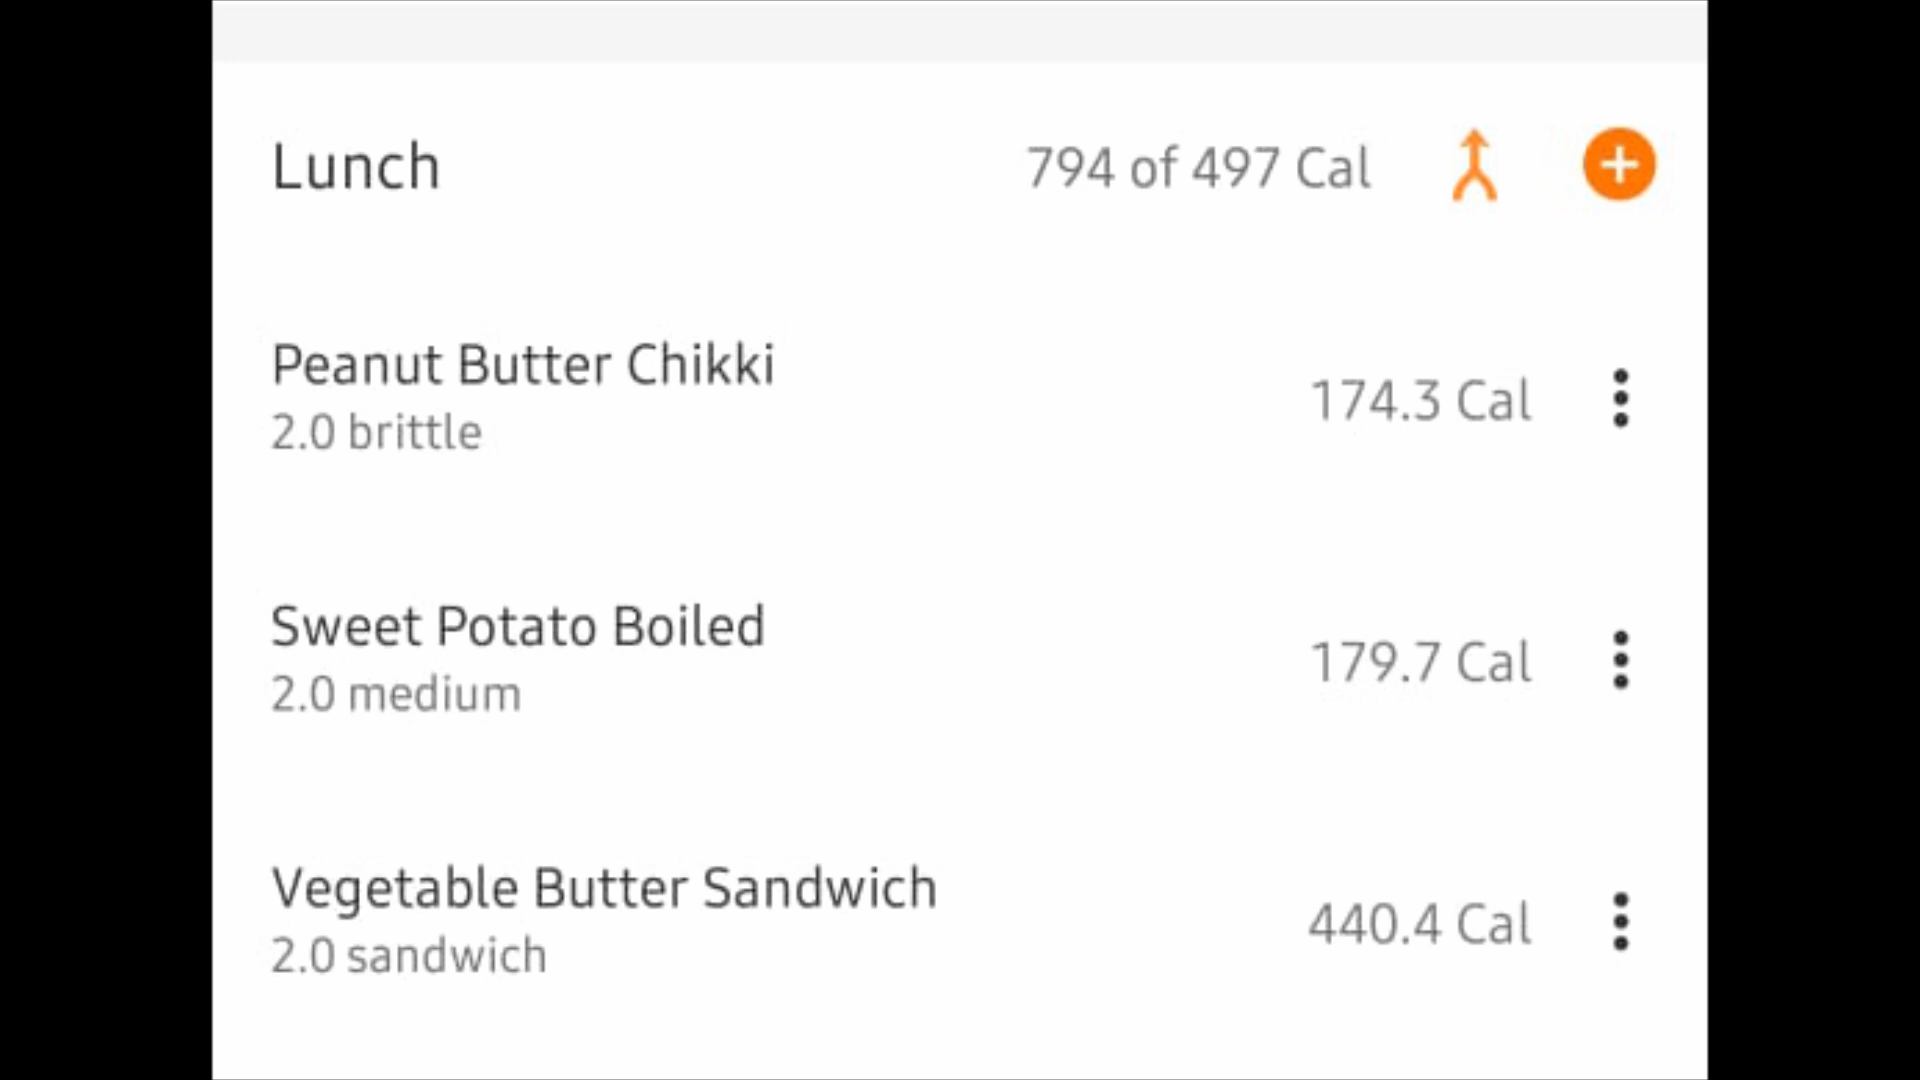 Lunch 794 of 497 Cal
Peanut Butter Chikki
2.0 brittle
174.3 Cal
Sweet Potato Boiled
2.0 medium
179.7 Cal
Vegetable Butter Sandwich
2.0 sandwich
440.4 Cal